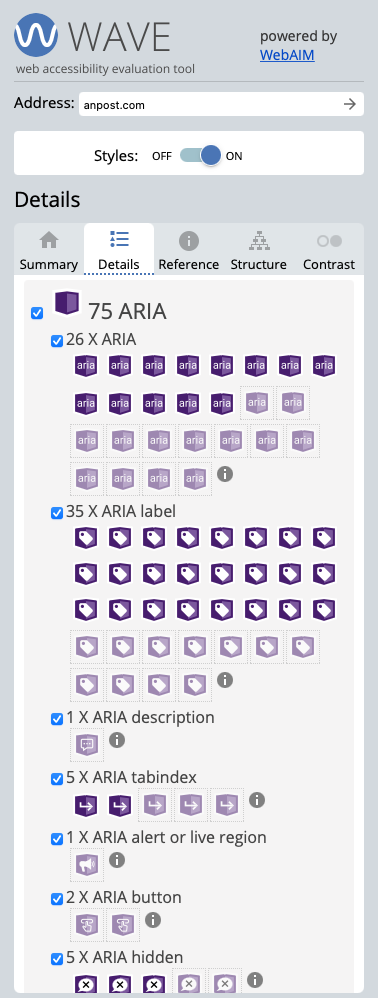 WAVE
web accessibility evaluation tool
powered by
WebAIM
Address: anpost.com
Styles: OFF ON
Details
Summary Details Reference Structure Contrast
75 ARIA
26 X ARIA
aria aria aria aria aria aria aria aria
aria aria aria aria aria aria aria
aria aria aria aria aria aria aria
aria aria aria aria
35 X ARIA label
1 X ARIA description
5 X ARIA tabindex
1 X ARIA alert or live region
2 X ARIA button
5 X ARIA hidden